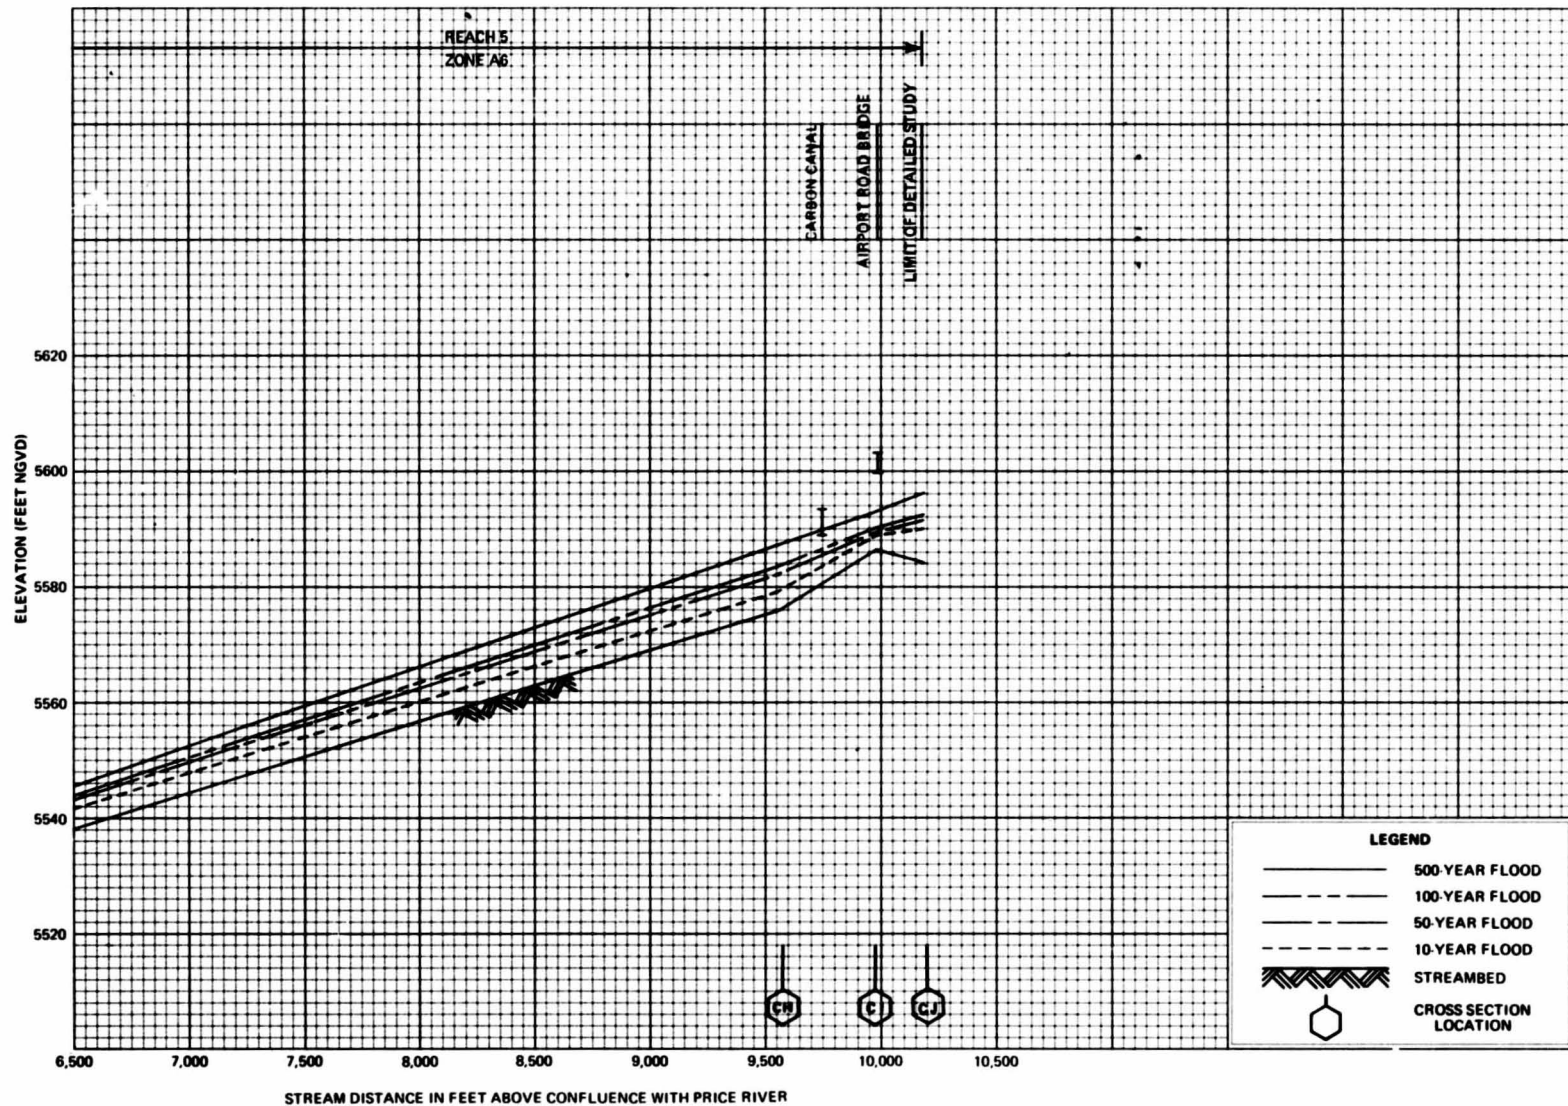 REACH 5
ZONE A6
CARBON CANAL
AIRPORT ROAD BRIDGE
LIMIT OF DETAILED STUDY
ELEVATION (FEET NGVD)
5620
5600
5580
5560
5540
5520
LEGEND
500-YEAR FLOOD
100-YEAR FLOOD
50-YEAR FLOOD
10-YEAR FLOOD
STREAMBED
CROSS SECTION
LOCATION
CH
CI
CJ
6,500
7,000
7,500
8,000
8,500
9,000
9,500
10,000
10,500
STREAM DISTANCE IN FEET ABOVE CONFLUENCE WITH PRICE RIVER